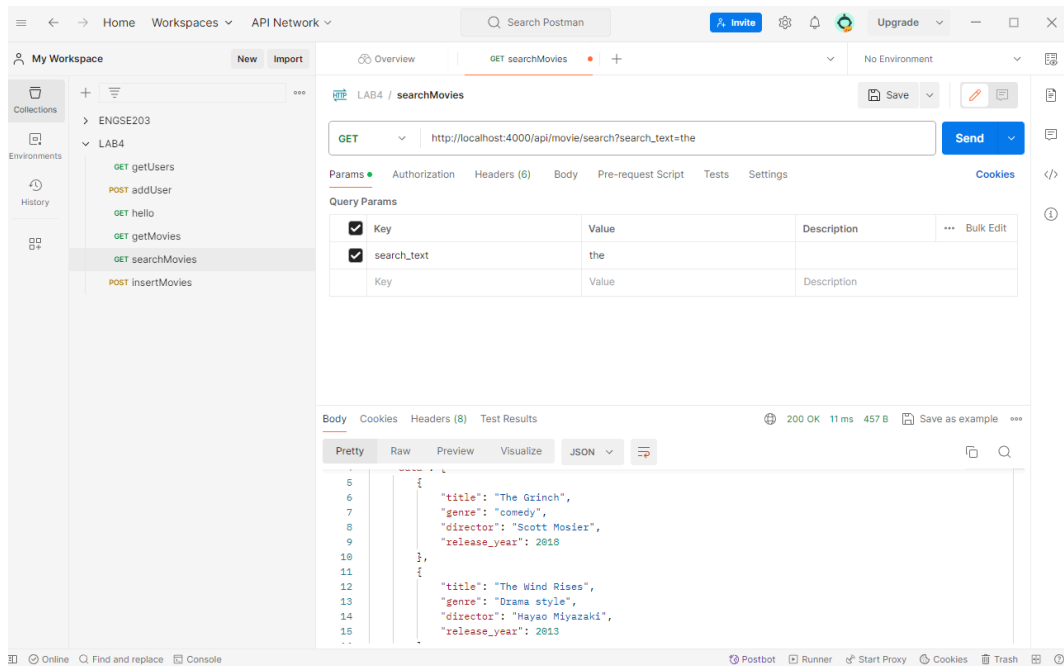 Home Workspaces API Network Search Postman Invite Upgrade
My Workspace New Import Overview GET searchMovies + No Environment
Collections
Environments
History
ENGSE203
LAB4
GET getUsers
POST addUser
GET hello
GET getMovies
GET searchMovies
POST insertMovies
HTTP LAB4 / searchMovies Save
GET http://localhost:4000/api/movie/search?search_text=the Send
Params Authorization Headers (6) Body Pre-request Script Tests Settings Cookies
Query Params
Key Value Description Bulk Edit
search_text the
Key Value Description
Body Cookies Headers (8) Test Results 200 OK 11 ms 457 B Save as example
Pretty Raw Preview Visualize JSON
5 {
6 "title": "The Grinch",
7 "genre": "comedy",
8 "director": "Scott Mosier",
9 "release_year": 2018
10 },
11 {
12 "title": "The Wind Rises",
13 "genre": "Drama style",
14 "director": "Hayao Miyazaki",
15 "release_year": 2013
Online Find and replace Console Postbot Runner Start Proxy Cookies Trash